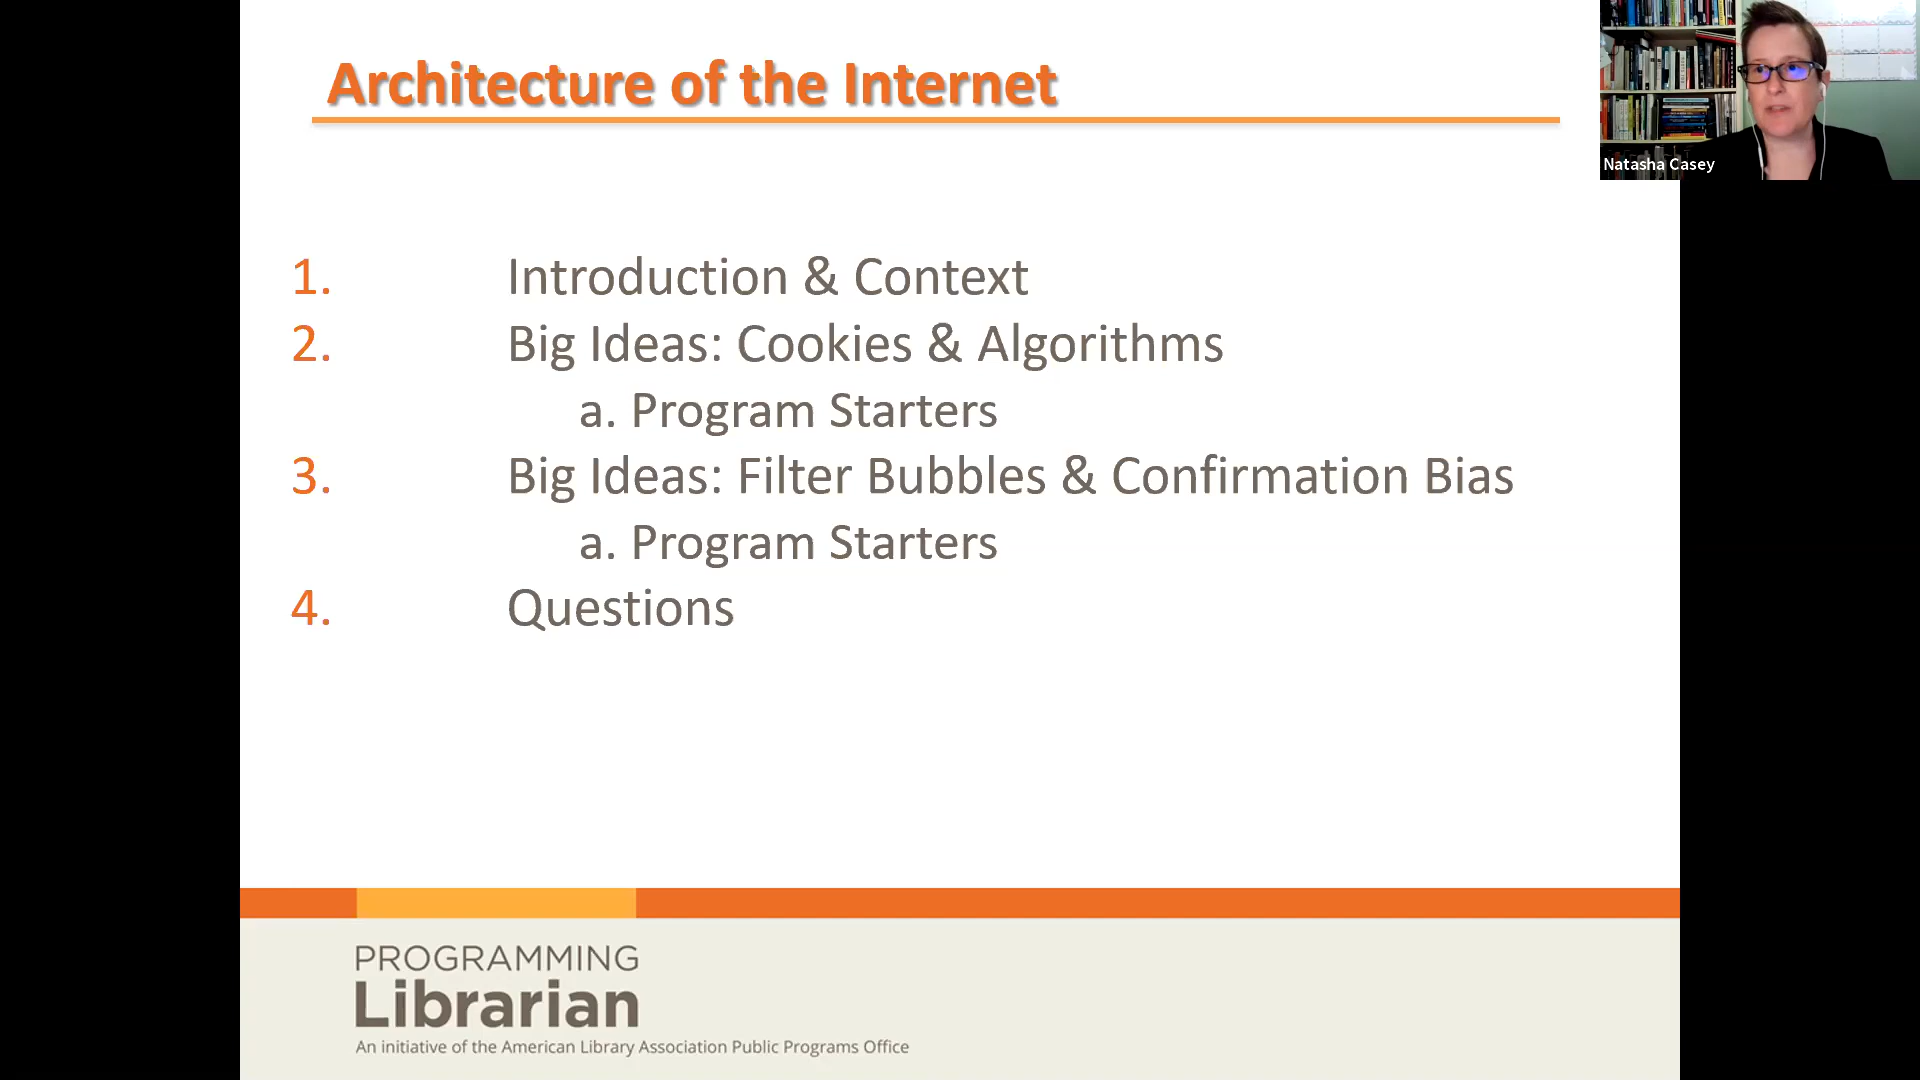 Architecture of the Internet
Natasha Casey
1. Introduction & Context
2. Big Ideas: Cookies & Algorithms
a. Program Starters
3. Big Ideas: Filter Bubbles & Confirmation Bias
a. Program Starters
4. Questions
PROGRAMMING
Librarian
An initiative of the American Library Association Public Programs Office